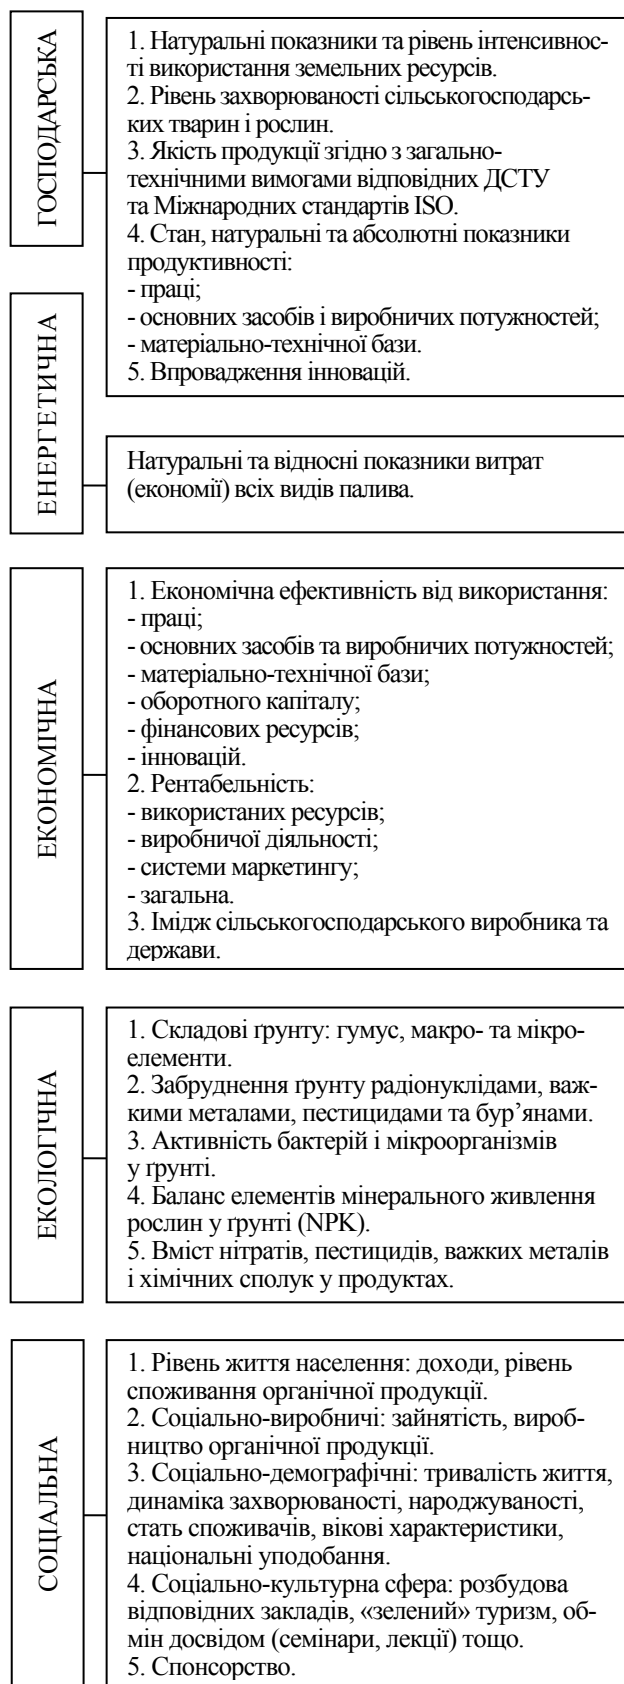 ГОСПОДАРСЬКА
1. Натуральні показники та рівень інтенсивнос-
ті використання земельних ресурсів.
2. Рівень захворюваності сільськогосподарсь-
ких тварин і рослин.
3. Якість продукції згідно з загально-
технічними вимогами відповідних ДСТУ
та Міжнародних стандартів ISO.
4. Стан, натуральні та абсолютні показники
продуктивності:
- праці;
- основних засобів і виробничих потужностей;
- матеріально-технічної бази.
5. Впровадження інновацій.
ЕНЕРГЕТИЧНА
Натуральні та відносні показники витрат
(економії) всіх видів палива.
ЕКОНОМІЧНА
1. Економічна ефективність від використання:
- праці;
- основних засобів та виробничих потужностей;
- матеріально-технічної бази;
- оборотного капіталу;
- фінансових ресурсів;
- інновацій.
2. Рентабельність:
- використаних ресурсів;
- виробничої діяльності;
- системи маркетингу;
- загальна.
3. Імідж сільськогосподарського виробника та
держави.
ЕКОЛОГІЧНА
1. Складові ґрунту: гумус, макро- та мікро-
елементи.
2. Забруднення ґрунту радіонуклідами, важ-
кими металами, пестицидами та бур’янами.
3. Активність бактерій і мікроорганізмів
у ґрунті.
4. Баланс елементів мінерального живлення
рослин у ґрунті (NPK).
5. Вміст нітратів, пестицидів, важких металів
і хімічних сполук у продуктах.
СОЦІАЛЬНА
1. Рівень життя населення: доходи, рівень
споживання органічної продукції.
2. Соціально-виробничі: зайнятість, вироб-
ництво органічної продукції.
3. Соціально-демографічні: тривалість життя,
динаміка захворюваності, народжуваності,
стать споживачів, вікові характеристики,
національні уподобання.
4. Соціально-культурна сфера: розбудова
відповідних закладів, «зелений» туризм, об-
мін досвідом (семінари, лекції) тощо.
5. Спонсорство.